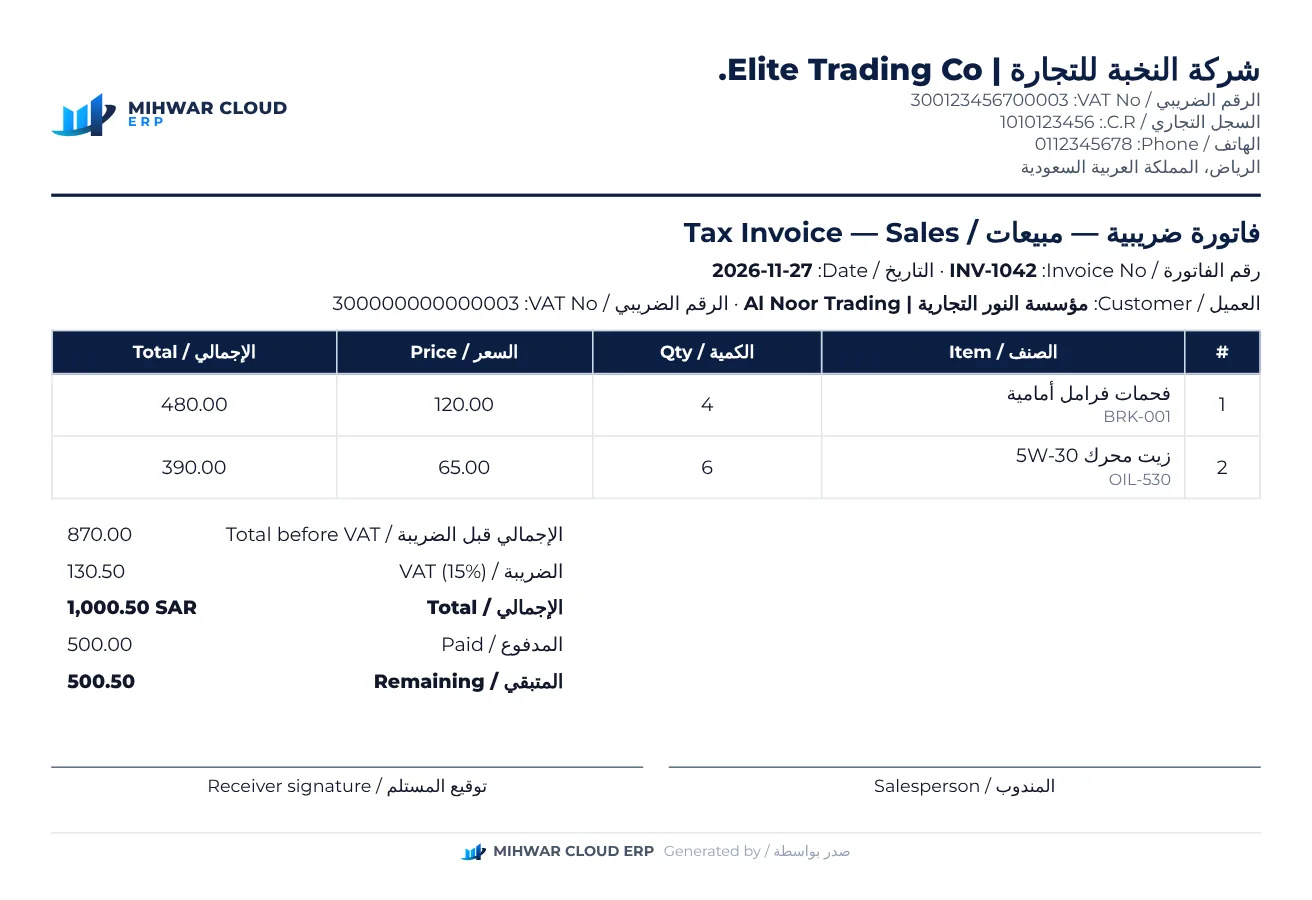 شركة النخبة للتجارة | Elite Trading Co.
الرقم الضريبي / VAT No: 300123456700003
السجل التجاري / C.R.: 1010123456
الهاتف / Phone: 0112345678
الرياض، المملكة العربية السعودية
MIHWAR CLOUD
ERP
فاتورة ضريبية — مبيعات / Tax Invoice — Sales
رقم الفاتورة / Invoice No: INV-1042 · التاريخ / Date: 2026-11-27
العميل / Customer: مؤسسة النور التجارية | Al Noor Trading · الرقم الضريبي / VAT No: 300000000000003
# الصنف / Item الكمية / Qty السعر / Price الإجمالي / Total
1 فحمات فرامل أمامية 4 120.00 480.00
BRK-001
2 زيت محرك 5W-30 6 65.00 390.00
OIL-530
الإجمالي قبل الضريبة / Total before VAT 870.00
الضريبة / VAT (15%) 130.50
الإجمالي / Total 1,000.50 SAR
المدفوع / Paid 500.00
المتبقي / Remaining 500.50
المندوب / Salesperson
توقيع المستلم / Receiver signature
صدر بواسطة / Generated by MIHWAR CLOUD ERP